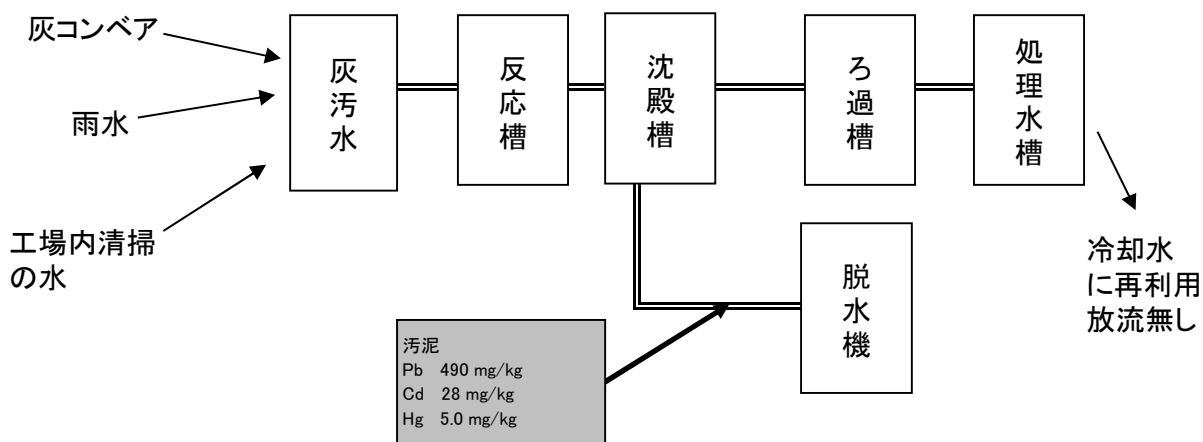 灰コンベア
雨水
工場内清掃
の水
灰汚水
反応槽
沈殿槽
ろ過槽
処理水槽
冷却水
に再利用
放流無し
脱水機
汚泥
Pb 490 mg/kg
Cd 28 mg/kg
Hg 5.0 mg/kg